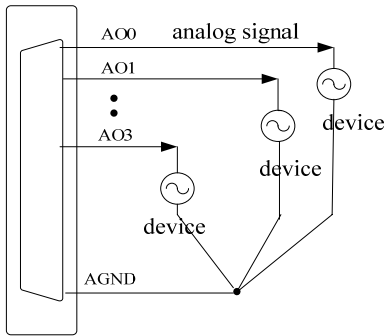 AO0 analog signal
AO1
device
device
AO3
device
AGND